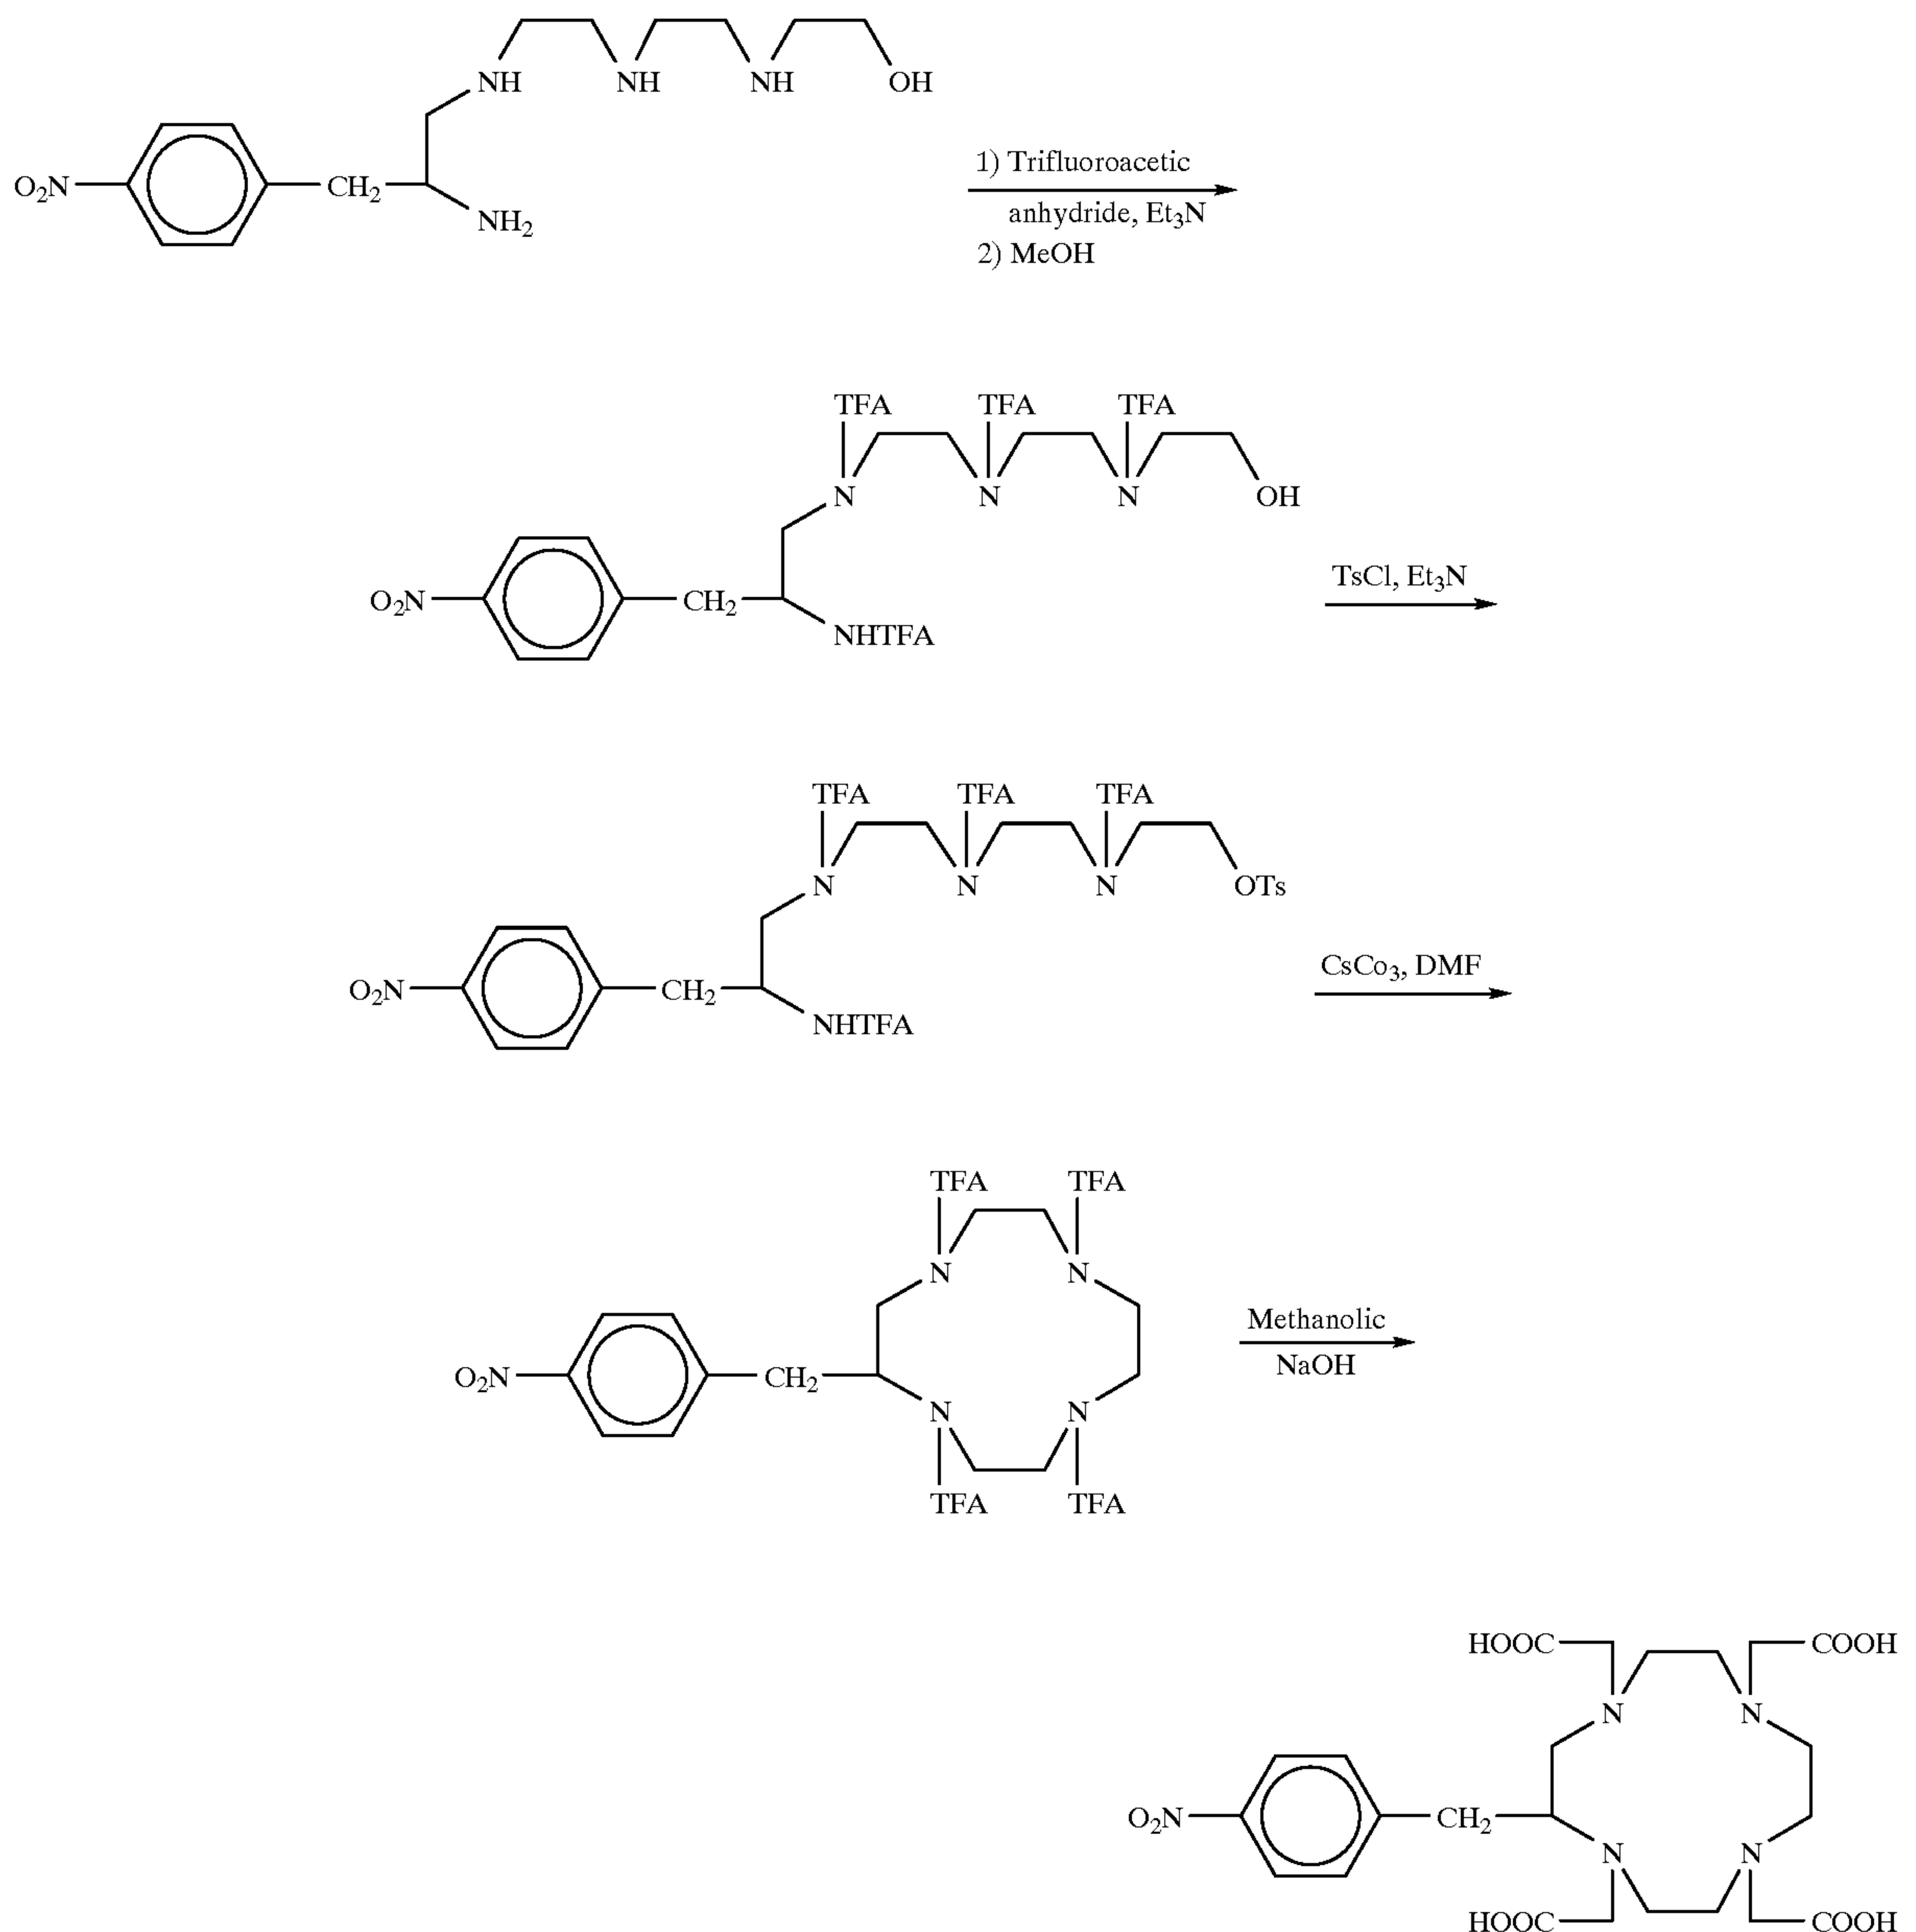 NH NH NH OH
O₂N CH₂ NH₂
1) Trifluoroacetic
anhydride, Et₃N
2) MeOH
TFA TFA TFA
N N N OH
O₂N CH₂ NHTFA
TsCl, Et₃N
TFA TFA TFA
N N N OTs
O₂N CH₂ NHTFA
CsCo₃, DMF
TFA TFA
N N
O₂N CH₂
N N
TFA TFA
Methanolic
NaOH
HOOC COOH
N N
O₂N CH₂
N N
HOOC COOH